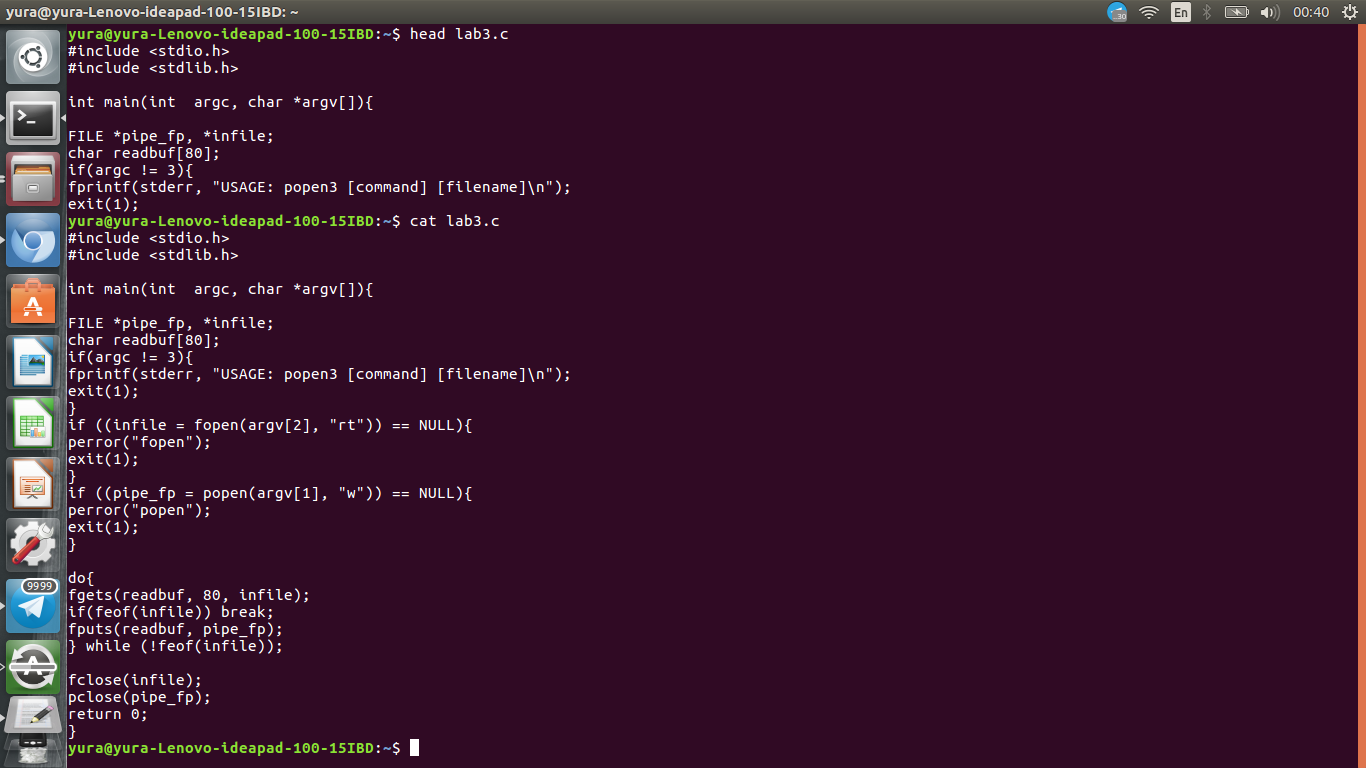 yura@yura-Lenovo-ideapad-100-15IBD: ~
30
En
00:40
yura@yura-Lenovo-ideapad-100-15IBD:~$ head lab3.c
#include <stdio.h>
#include <stdlib.h>
int main(int  argc, char *argv[]){
FILE *pipe_fp, *infile;
char readbuf[80];
if(argc != 3){
fprintf(stderr, "USAGE: popen3 [command] [filename]\n");
exit(1);
yura@yura-Lenovo-ideapad-100-15IBD:~$ cat lab3.c
#include <stdio.h>
#include <stdlib.h>
int main(int  argc, char *argv[]){
FILE *pipe_fp, *infile;
char readbuf[80];
if(argc != 3){
fprintf(stderr, "USAGE: popen3 [command] [filename]\n");
exit(1);
}
if ((infile = fopen(argv[2], "rt")) == NULL){
perror("fopen");
exit(1);
}
if ((pipe_fp = popen(argv[1], "w")) == NULL){
perror("popen");
exit(1);
}
do{
fgets(readbuf, 80, infile);
if(feof(infile)) break;
fputs(readbuf, pipe_fp);
} while (!feof(infile));
fclose(infile);
pclose(pipe_fp);
return 0;
}
yura@yura-Lenovo-ideapad-100-15IBD:~$
9999